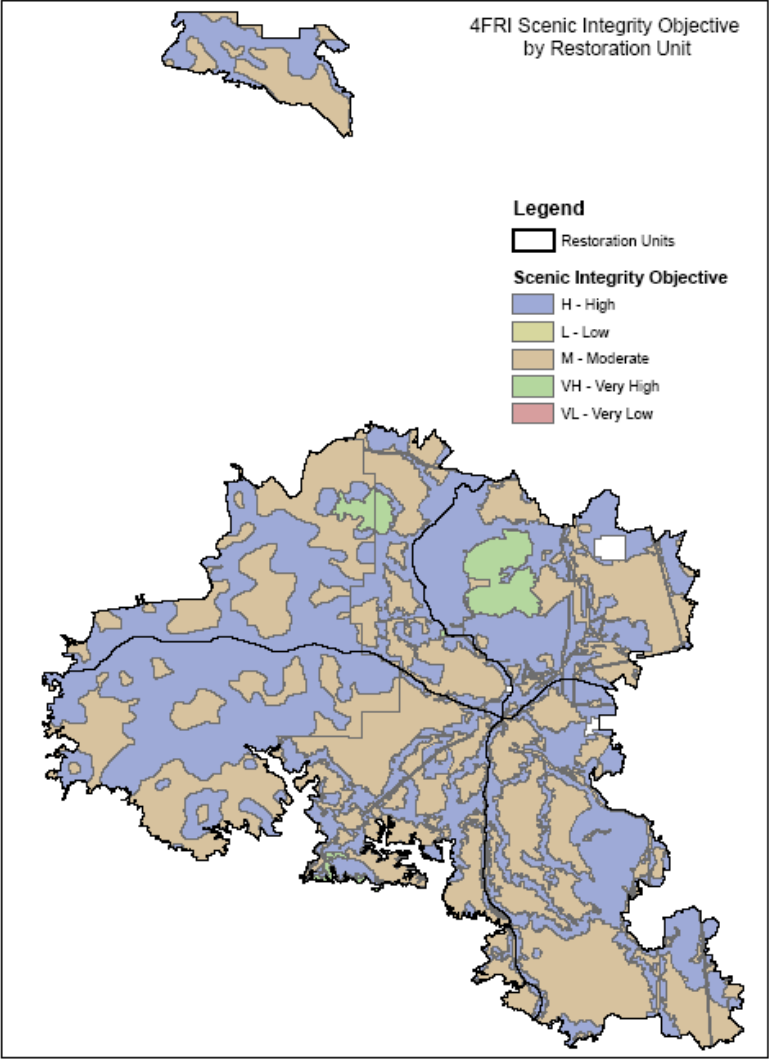 4FRI Scenic Integrity Objective
by Restoration Unit
Legend
Restoration Units
Scenic Integrity Objective
H - High
L - Low
M - Moderate
VH - Very High
VL - Very Low